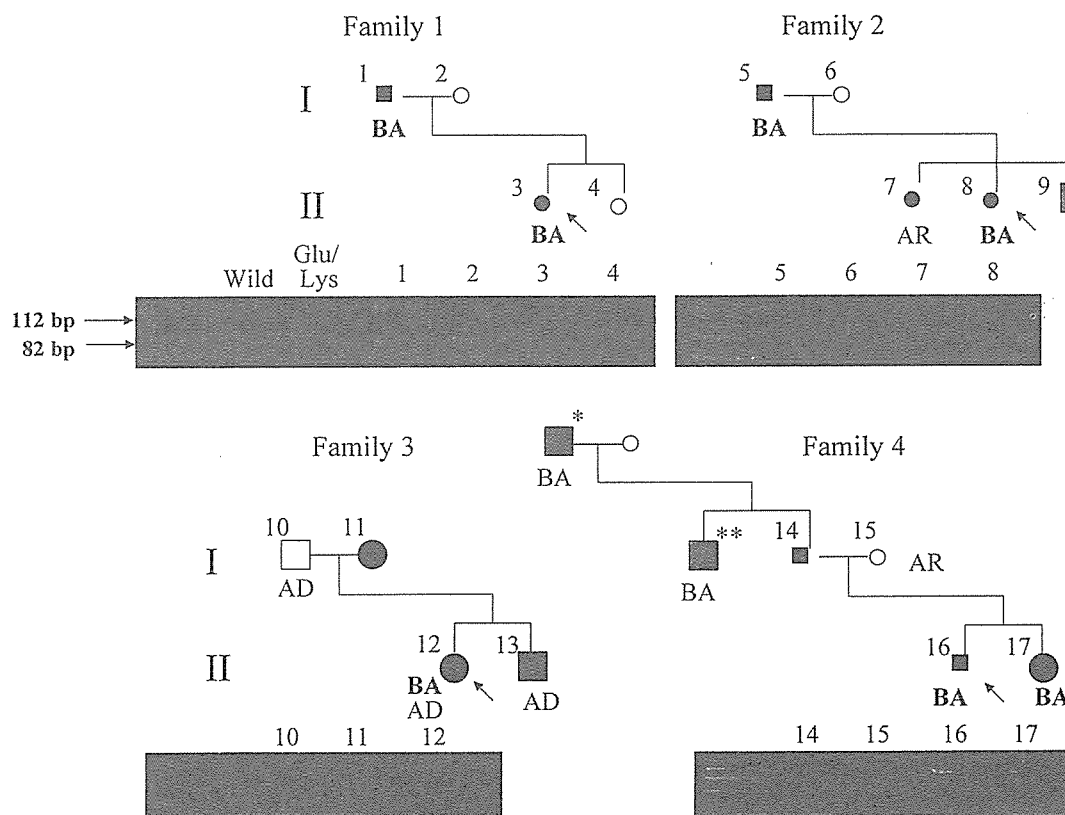 Family 1 Family 2
1 2 5 6
I
BA BA
3 4 7 8 9
II
BA AR BA
Wild Glu/ Lys 1 2 3 4 5 6 7 8
112 bp
82 bp
*
Family 3 Family 4
BA
10 11 ** 14 15
I AR
AD BA
12 13 16 17
II
BA AD BA BA
AD
10 11 12 14 15 16 17